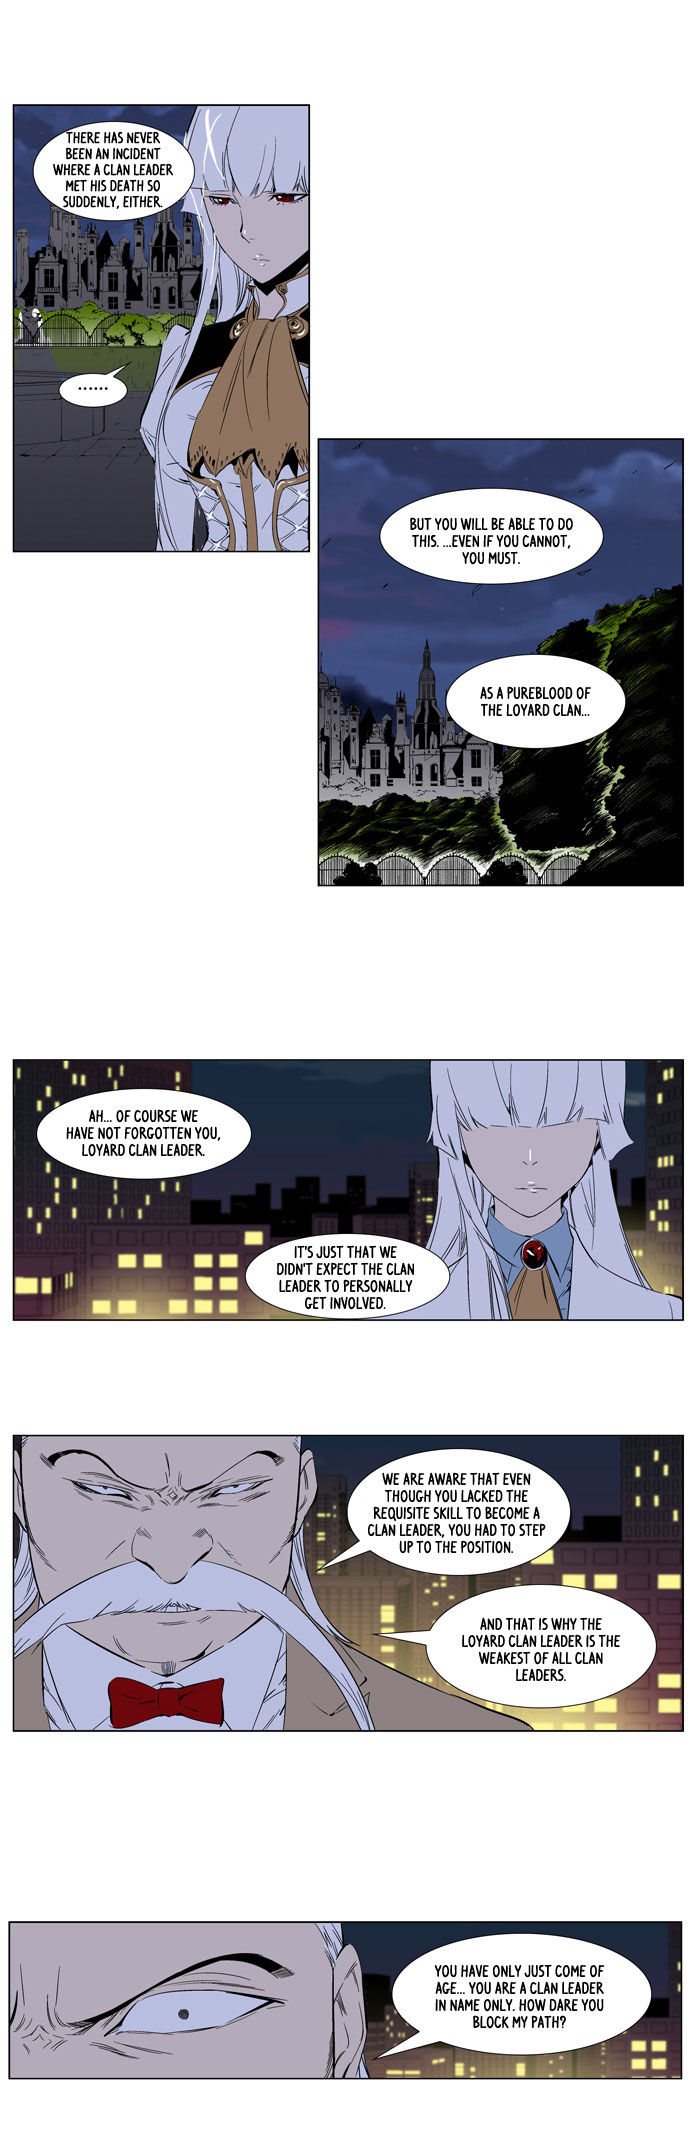 THERE HAS NEVER
BEEN AN INCIDENT
WHERE A CLAN LEADER
MET HIS DEATH SO
SUDDENLY, EITHER.
......
BUT YOU WILL BE ABLE TO DO
THIS. ...EVEN IF YOU CANNOT,
YOU MUST.
AS A PUREBLOOD OF
THE LOYARD CLAN...
AH... OF COURSE WE
HAVE NOT FORGOTTEN YOU,
LOYARD CLAN LEADER.
IT'S JUST THAT WE
DIDN'T EXPECT THE CLAN
LEADER TO PERSONALLY
GET INVOLVED.
WE ARE AWARE THAT EVEN
THOUGH YOU LACKED THE
REQUISITE SKILL TO BECOME A
CLAN LEADER, YOU HAD TO STEP
UP TO THE POSITION.
AND THAT IS WHY THE
LOYARD CLAN LEADER IS THE
WEAKEST OF ALL CLAN
LEADERS.
YOU HAVE ONLY JUST COME OF
AGE... YOU ARE A CLAN LEADER
IN NAME ONLY. HOW DARE YOU
BLOCK MY PATH?